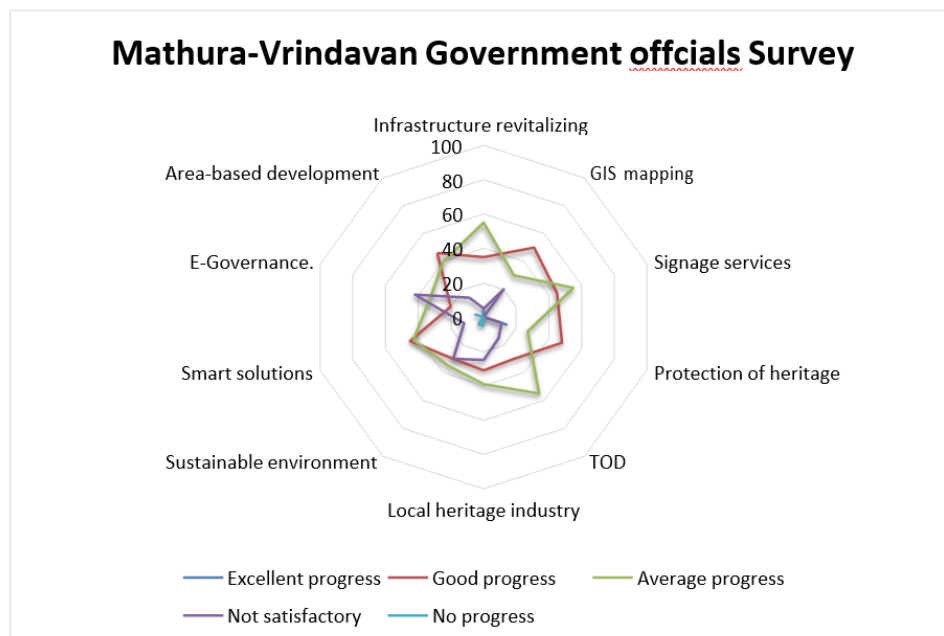 Mathura-Vrindavan Government offcials Survey
Infrastructure revitalizing
GIS mapping
Signage services
Protection of heritage
TOD
Local heritage industry
Sustainable environment
Smart solutions
E-Governance.
Area-based development
100
80
60
40
20
0
Excellent progress
Good progress
Average progress
Not satisfactory
No progress